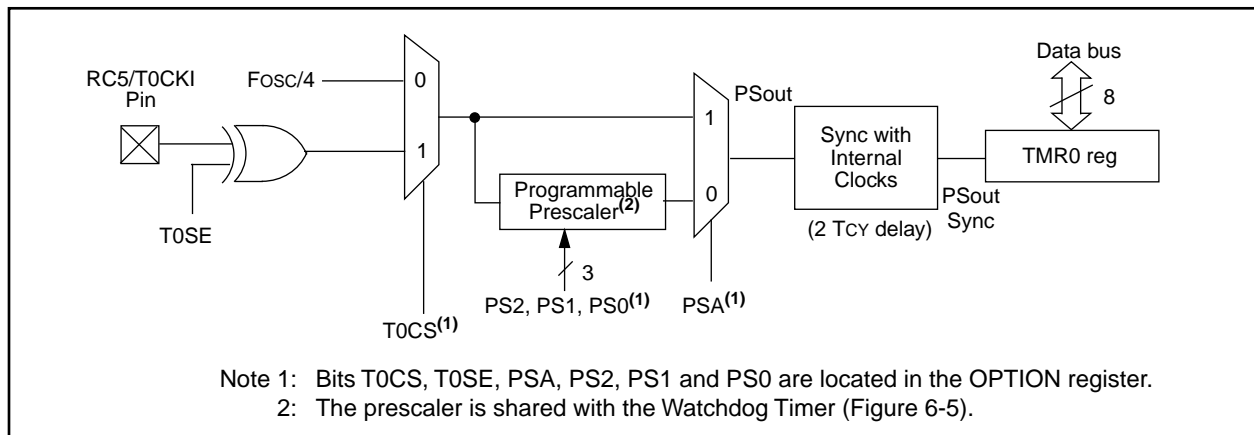 Data bus
8
RC5/T0CKI
Pin
FOSC/4
0
1
T0SE
T0CS(1)
Programmable
Prescaler(2)
3
PS2, PS1, PS0(1)
1
0
PSA(1)
PSout
Sync with
Internal
Clocks
(2 TCY delay)
PSout
Sync
TMR0 reg
Note 1: Bits T0CS, T0SE, PSA, PS2, PS1 and PS0 are located in the OPTION register.
2: The prescaler is shared with the Watchdog Timer (Figure 6-5).